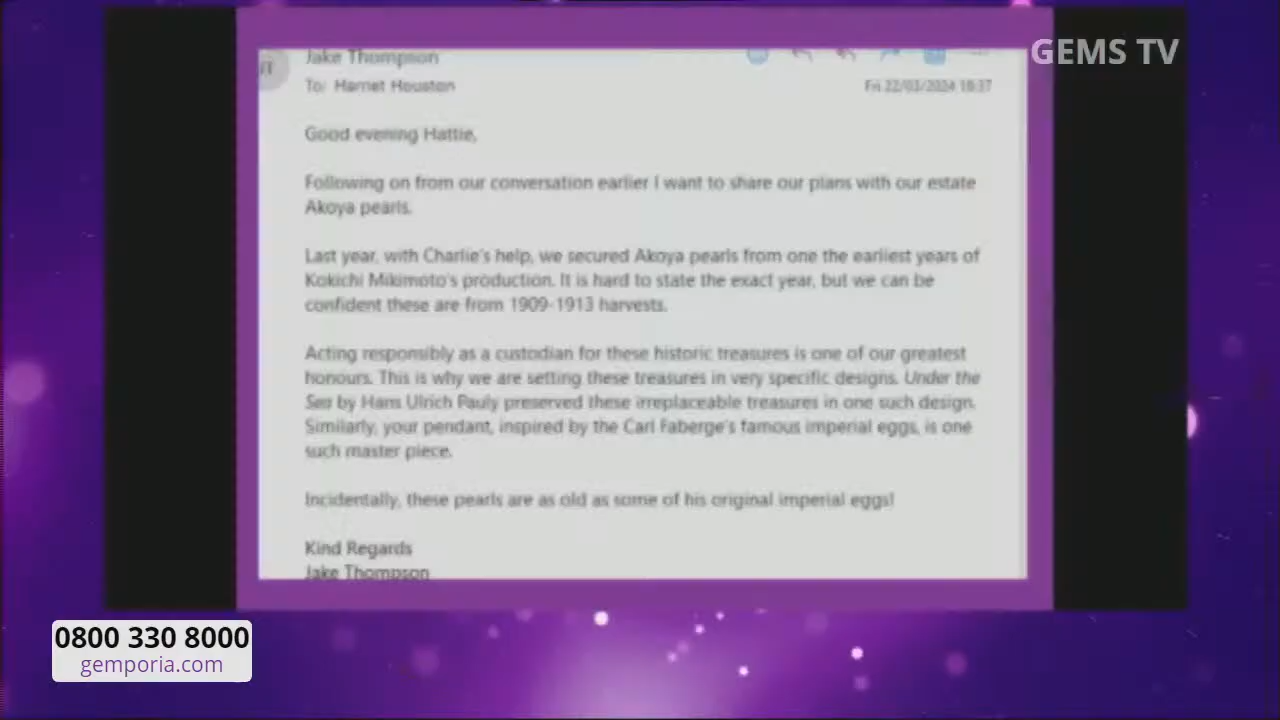 GEMS TV
Jake Thompson
To: Harriet Houston
Fri 22/03/2024 18:37
Good evening Hattie,
Following on from our conversation earlier I want to share our plans with our estate
Akoya pearls.
Last year, with Charlie's help, we secured Akoya pearls from one the earliest years of
Kokichi Mikimoto's production. It is hard to state the exact year, but we can be
confident these are from 1909-1913 harvests.
Acting responsibly as a custodian for these historic treasures is one of our greatest
honours. This is why we are setting these treasures in very specific designs. Under the
Sea by Hans Ulrich Pauly preserved these irreplaceable treasures in one such design.
Similarly, your pendant, inspired by the Carl Faberge's famous imperial eggs, is one
such master piece.
Incidentally, these pearls are as old as some of his original imperial eggs!
Kind Regards
Jake Thompson
0800 330 8000
gemporia.com